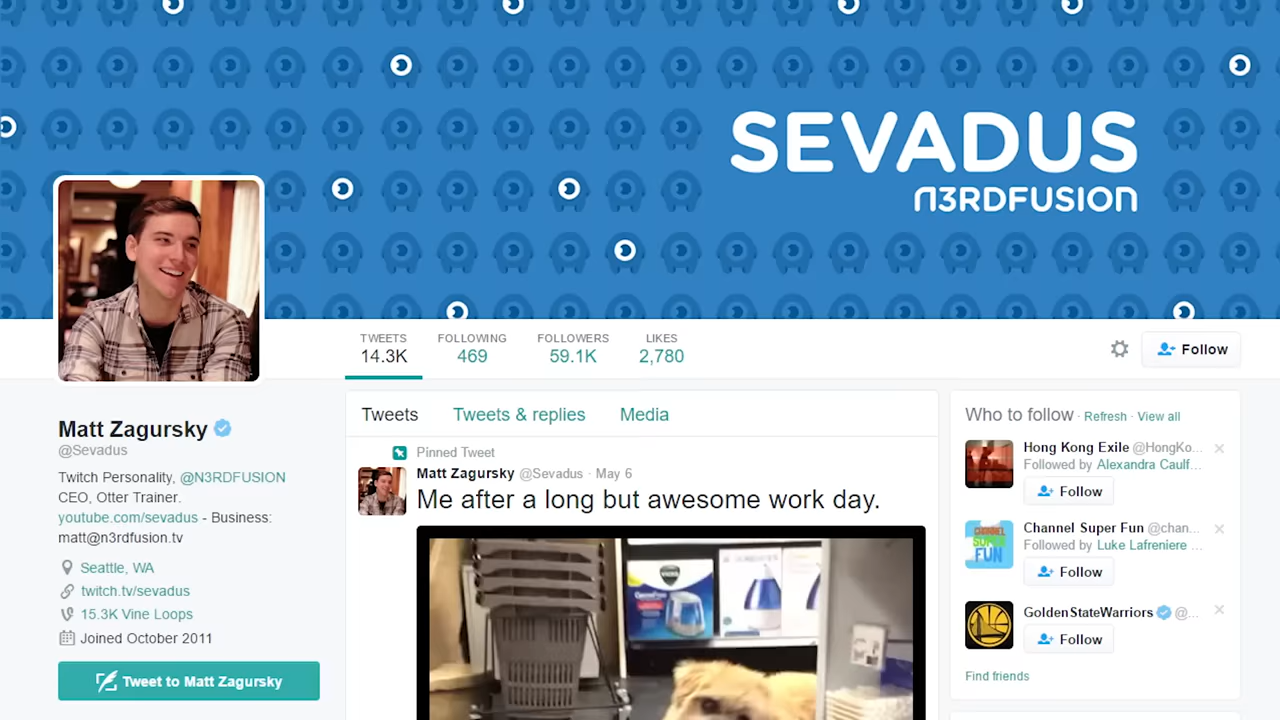 SEVADUS
N3RDFUSION
TWEETS
14.3K
FOLLOWING
469
FOLLOWERS
59.1K
LIKES
2,780
Follow
Matt Zagursky
@Sevadus
Twitch Personality, @N3RDFUSION
CEO, Otter Trainer.
youtube.com/sevadus - Business:
matt@n3rdfusion.tv
Seattle, WA
twitch.tv/sevadus
15.3K Vine Loops
Joined October 2011
Tweet to Matt Zagursky
Tweets Tweets & replies Media
Pinned Tweet
Matt Zagursky @Sevadus · May 6
Me after a long but awesome work day.
Who to follow · Refresh · View all
Hong Kong Exile @HongKo...
Followed by Alexandra Caulf...
Follow
Channel Super Fun @chan...
Followed by Luke Lafreniere ...
Follow
CHANNEL
SUPER
FUN
GoldenStateWarriors @...
Follow
Find friends